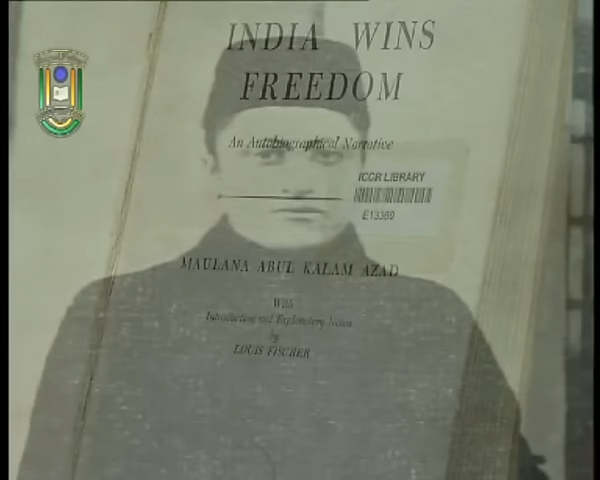 INDIA WINS
FREEDOM
An Autobiographical Narrative
ICCR LIBRARY
E13380
MAULANA ABUL KALAM AZAD
With
Introduction and Explanatory Notes
by
LOUIS FISCHER